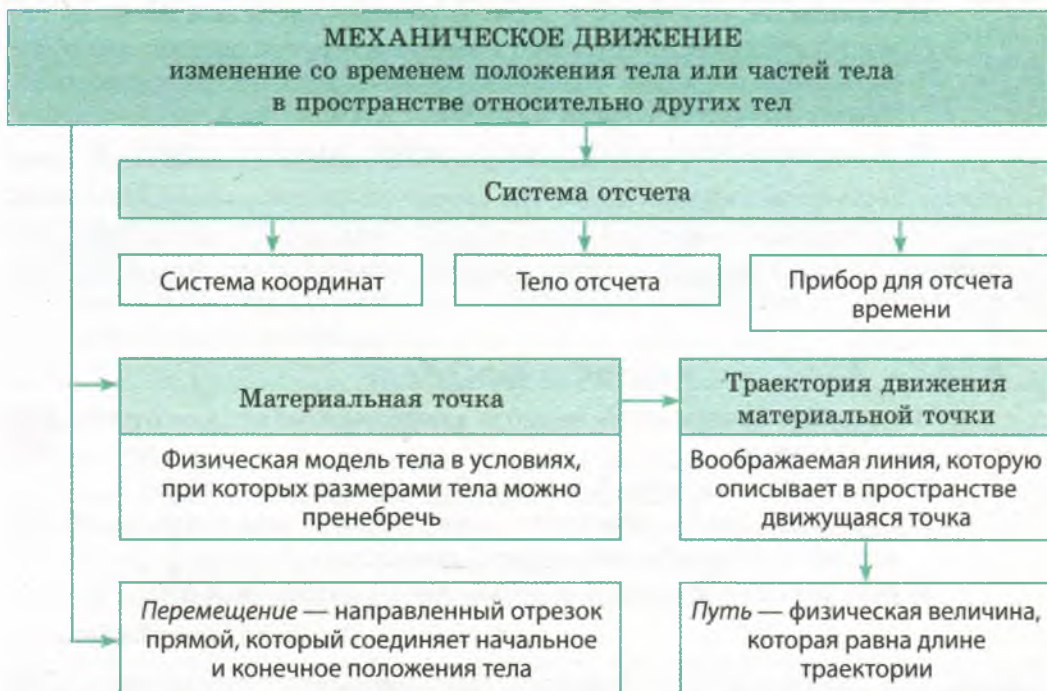 МЕХАНИЧЕСКОЕ ДВИЖЕНИЕ
изменение со временем положения тела или частей тела
в пространстве относительно других тел
Система отсчета
Система координат
Тело отсчета
Прибор для отсчета
времени
Материальная точка
Физическая модель тела в условиях,
при которых размерами тела можно
пренебречь
Траектория движения
материальной точки
Воображаемая линия, которую
описывает в пространстве
движущаяся точка
Перемещение — направленный отрезок
прямой, который соединяет начальное
и конечное положения тела
Путь — физическая величина,
которая равна длине
траектории